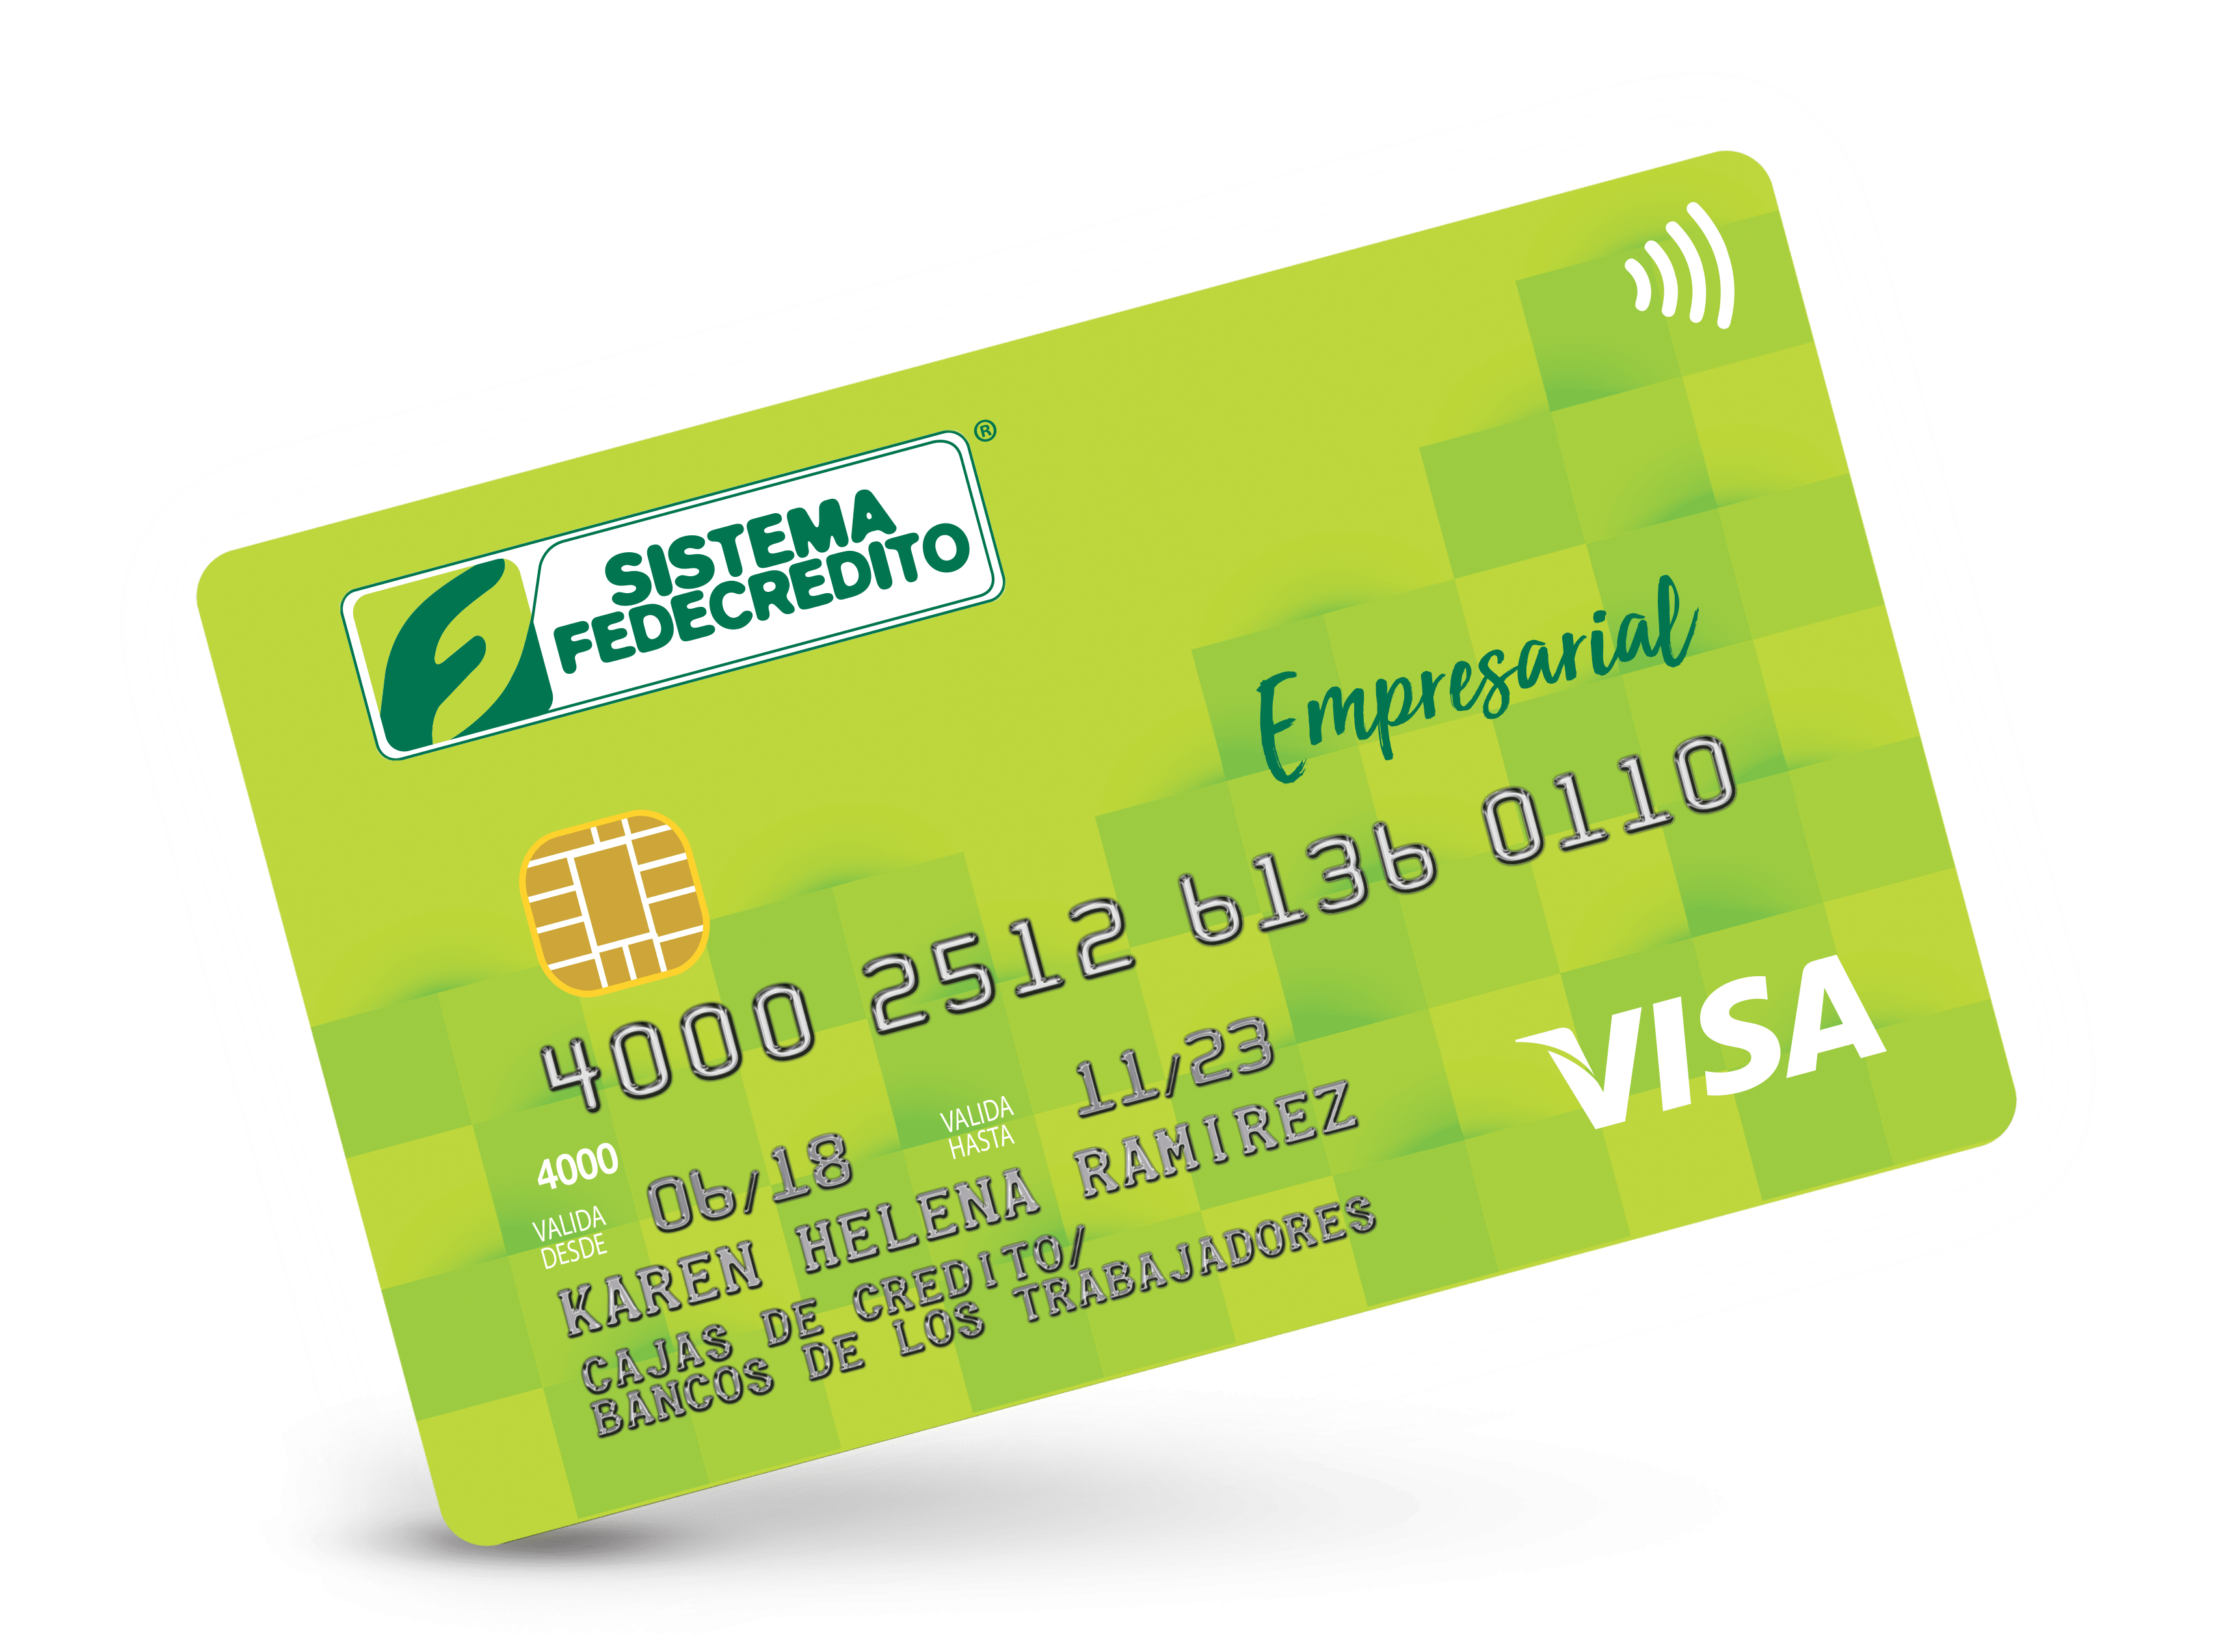 SISTEMA
FEDECREDITO
®
Empresarial
4000 2512 6136 0110
4000
VALIDA
DESDE
06/18
VALIDA
HASTA
11/23
KAREN HELENA RAMIREZ
CAJAS DE CREDITO/
BANCOS DE LOS TRABAJADORES
VISA